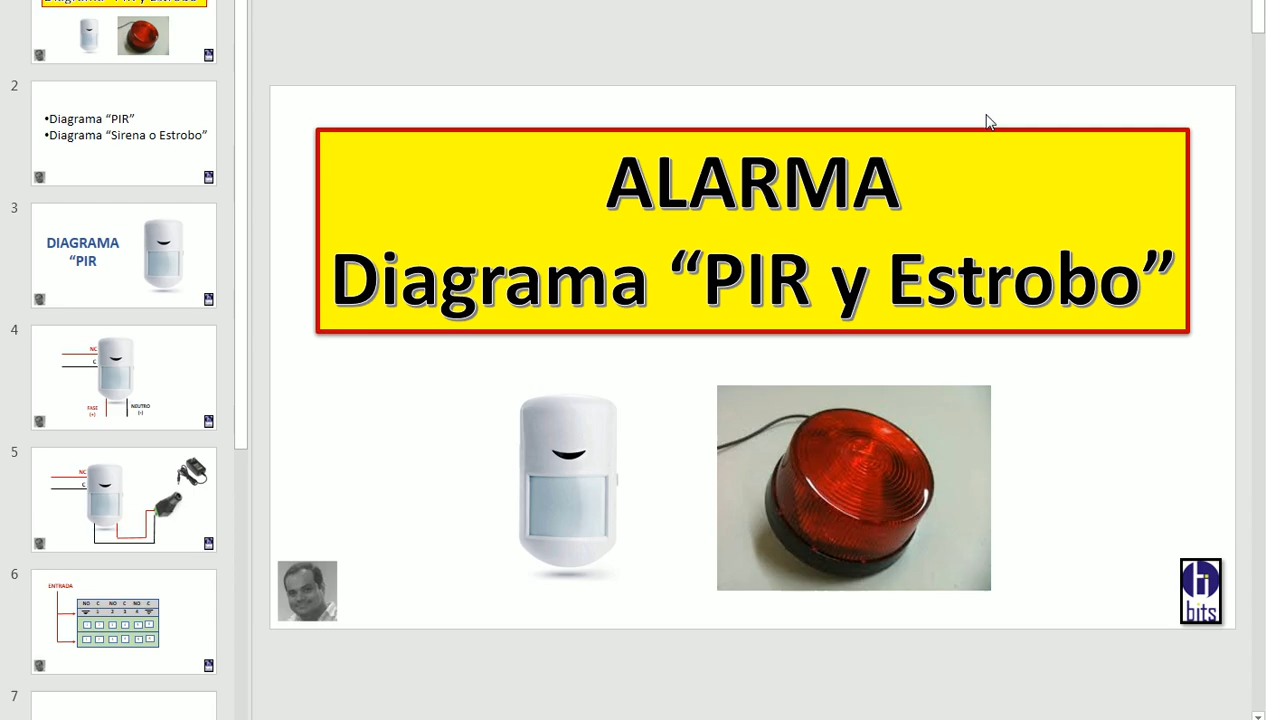 Diagrama “PIR y Estrobo”
2
•Diagrama “PIR”
•Diagrama “Sirena o Estrobo”
3
DIAGRAMA
“PIR
4
NC
C
FASE
(+)
NEUTRO
(-)
5
NC
C
6
ENTRADA
NO C NO C NO C
7
ALARMA
Diagrama “PIR y Estrobo”
bits